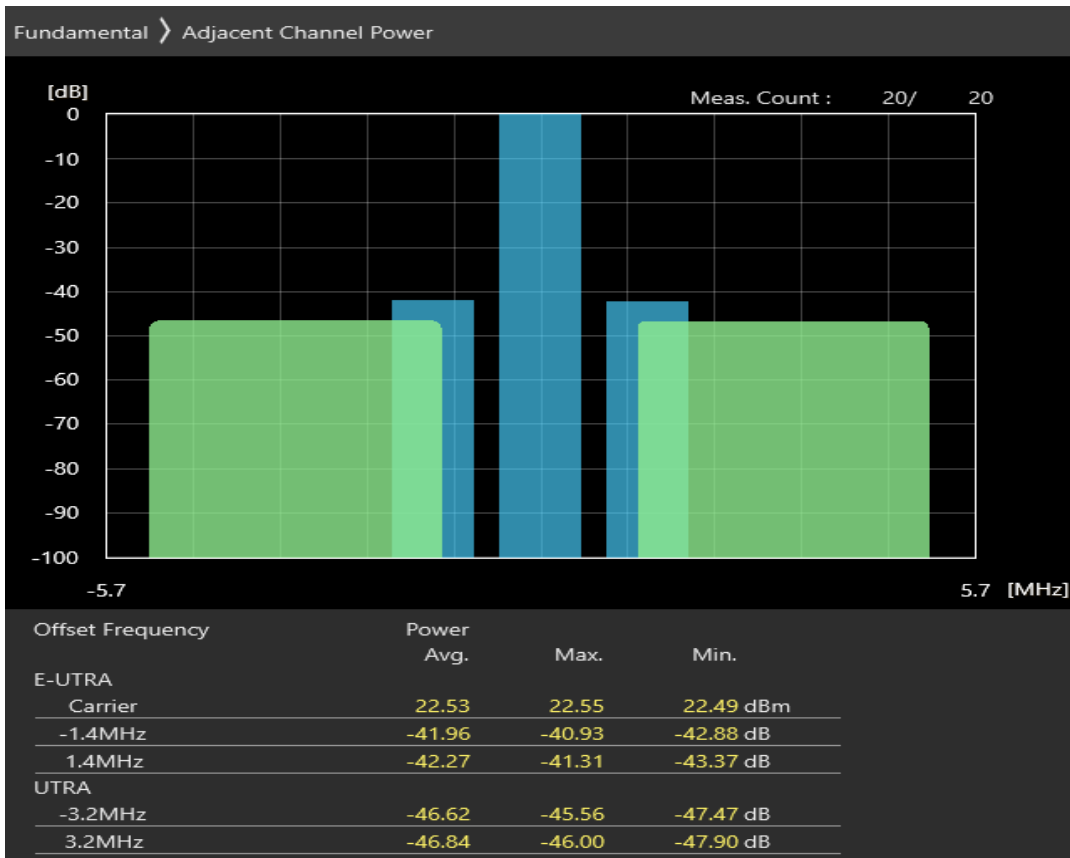 Fundamental 〉 Adjacent Channel Power
[dB]
Meas. Count : 20/ 20
0
-10
-20
-30
-40
-50
-60
-70
-80
-90
-100
-5.7 5.7 [MHz]
Offset Frequency Power
Avg. Max. Min.
E-UTRA
Carrier 22.53 22.55 22.49 dBm
-1.4MHz -41.96 -40.93 -42.88 dB
1.4MHz -42.27 -41.31 -43.37 dB
UTRA
-3.2MHz -46.62 -45.56 -47.47 dB
3.2MHz -46.84 -46.00 -47.90 dB